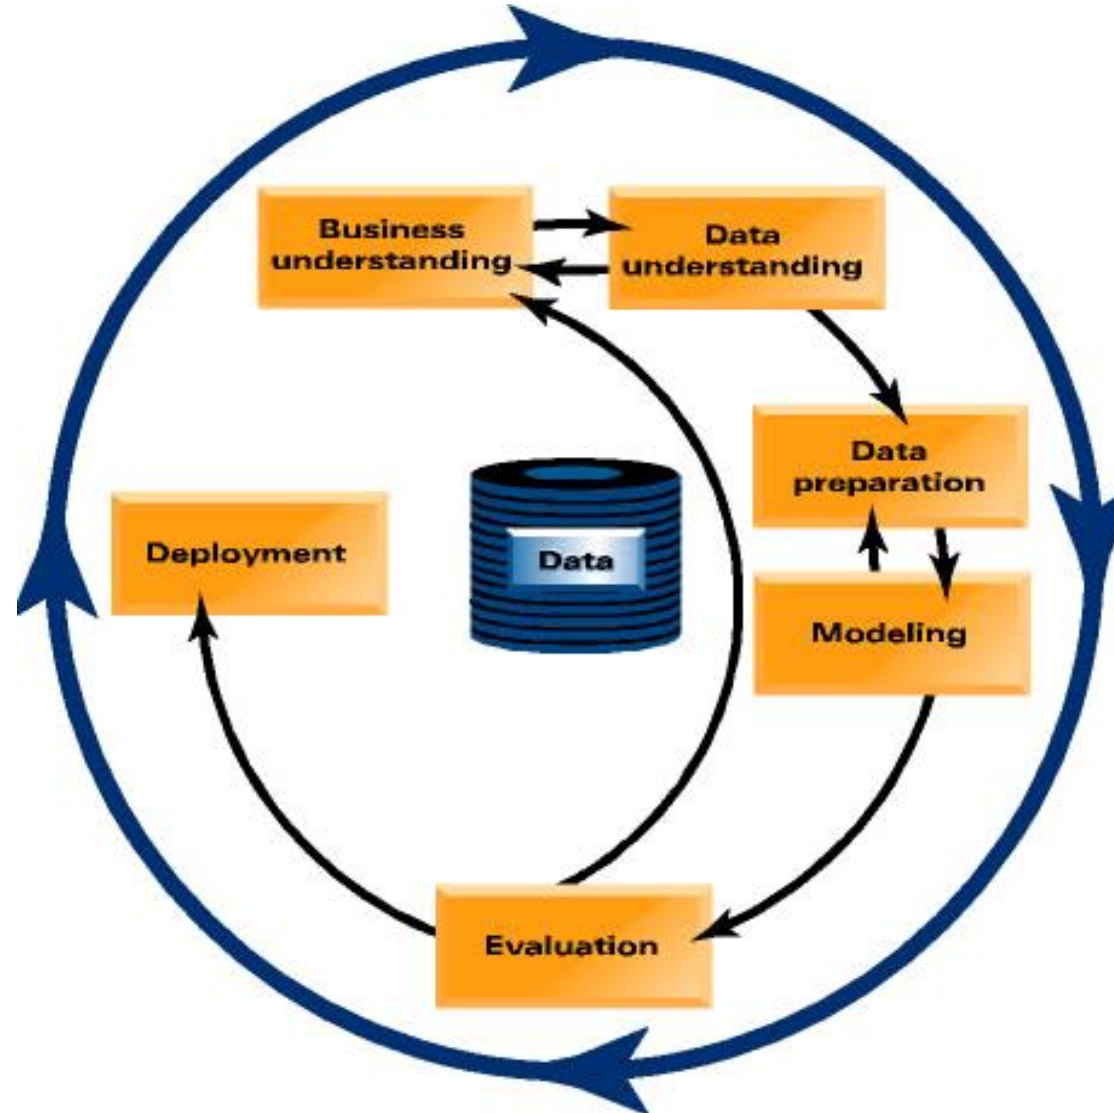 Business
understanding
Data
understanding
Data
preparation
Deployment
Data
Modeling
Evaluation